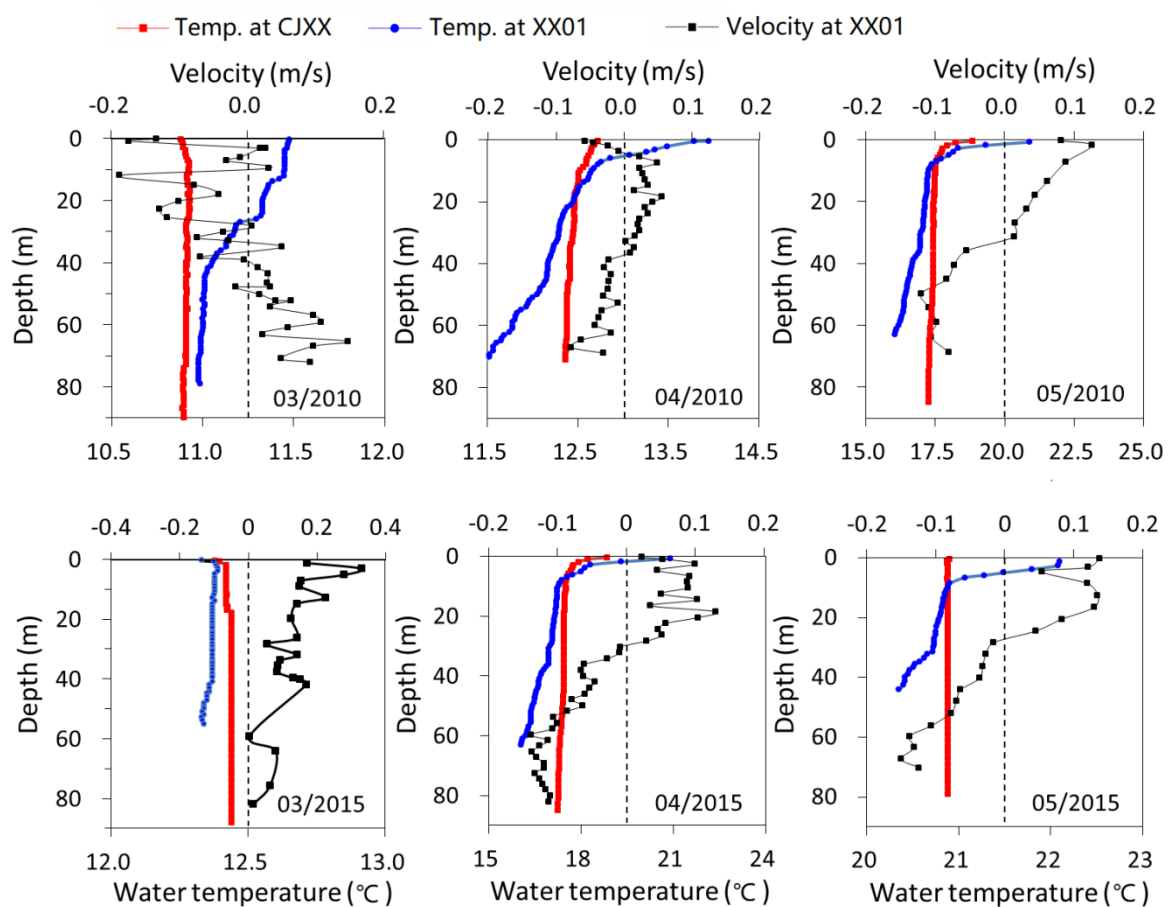 Temp. at CJXX Temp. at XX01 Velocity at XX01
Velocity (m/s) Velocity (m/s) Velocity (m/s)
-0.2 -0.1 0.0 0.1 0.2 -0.2 -0.1 0.0 0.1 0.2 -0.2 -0.1 0.0 0.1 0.2
0 0 0
20 20 20
40 40 40
60 60 60
80 80 80
Depth (m) Depth (m) Depth (m)
03/2010 04/2010 05/2010
10.5 11.0 11.5 12.0 11.5 12.5 13.5 14.5 15.0 17.5 20.0 22.5 25.0
-0.4 -0.2 0 0.2 0.4 -0.2 -0.1 0 0.1 0.2 -0.2 -0.1 0 0.1 0.2
0 0 0
20 20 20
40 40 40
60 60 60
80 80 80
Depth (m) Depth (m) Depth (m)
03/2015 04/2015 05/2015
12.0 12.5 13.0 15 18 21 24 20 21 22 23
Water temperature (℃) Water temperature (℃) Water temperature (℃)